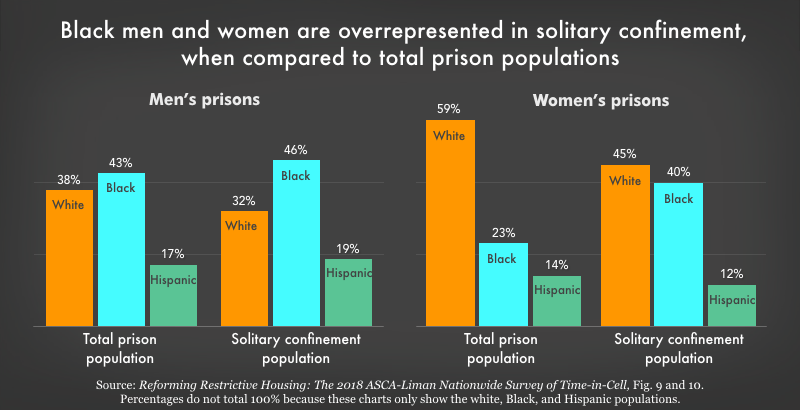 Black men and women are overrepresented in solitary confinement,
when compared to total prison populations
Men's prisons
38%
White
43%
Black
17%
Hispanic
Total prison
population
32%
White
46%
Black
19%
Hispanic
Solitary confinement
population
Women's prisons
59%
White
23%
Black
14%
Hispanic
Total prison
population
45%
White
40%
Black
12%
Hispanic
Solitary confinement
population
Source: Reforming Restrictive Housing: The 2018 ASCA-Liman Nationwide Survey of Time-in-Cell, Fig. 9 and 10.
Percentages do not total 100% because these charts only show the white, Black, and Hispanic populations.